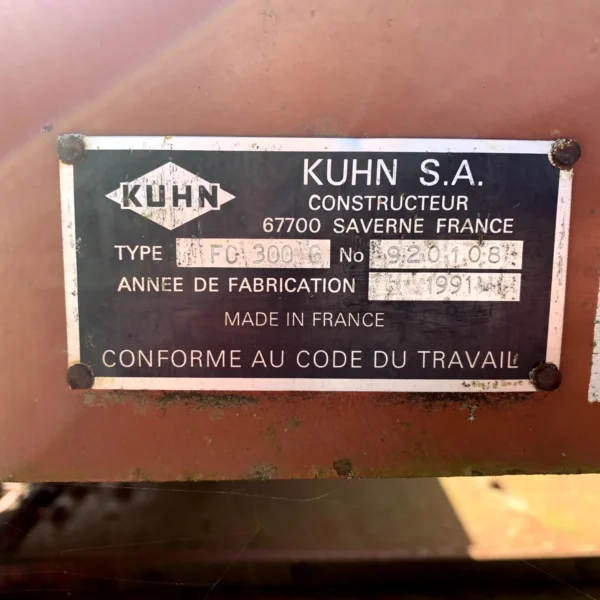 KUHN
KUHN S.A.
CONSTRUCTEUR
67700 SAVERNE FRANCE
TYPE FC 300 G No 920108
ANNEE DE FABRICATION 1991
MADE IN FRANCE
CONFORME AU CODE DU TRAVAIL